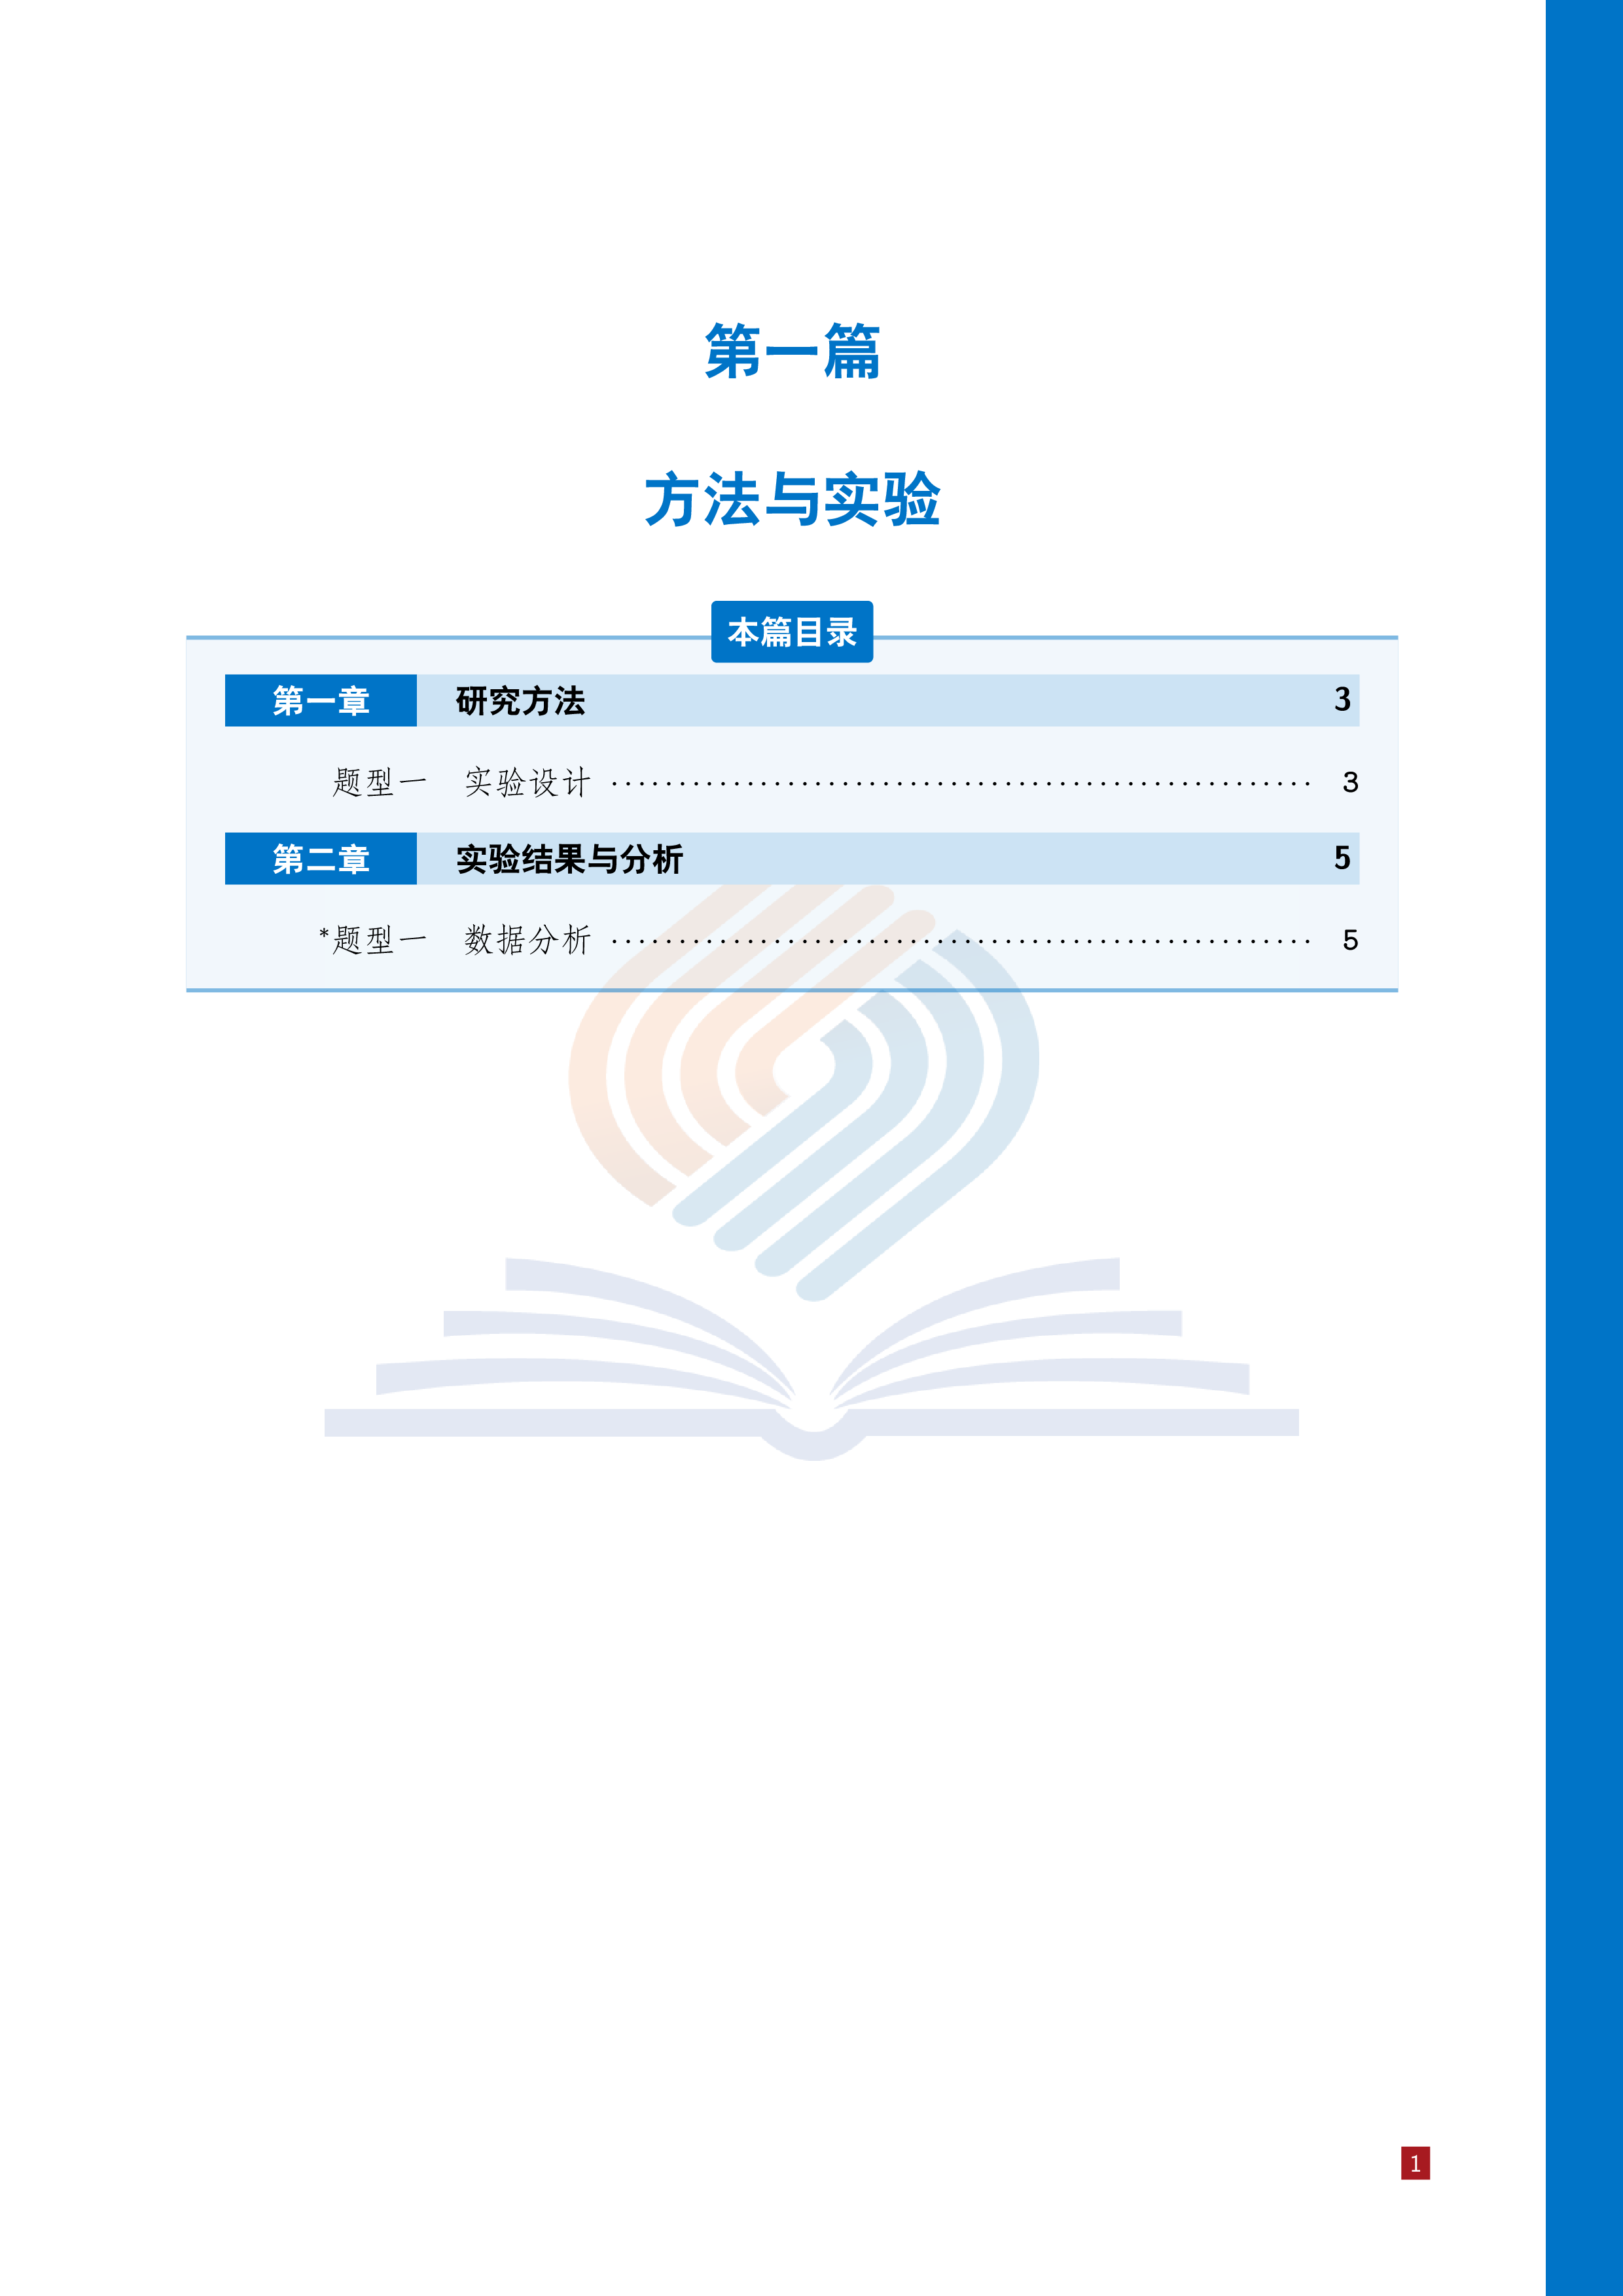 第一篇
方法与实验
本篇目录
第一章 研究方法 3
题型一 实验设计 ···················································· 3
第二章 实验结果与分析 5
*题型一 数据分析 ···················································· 5
1